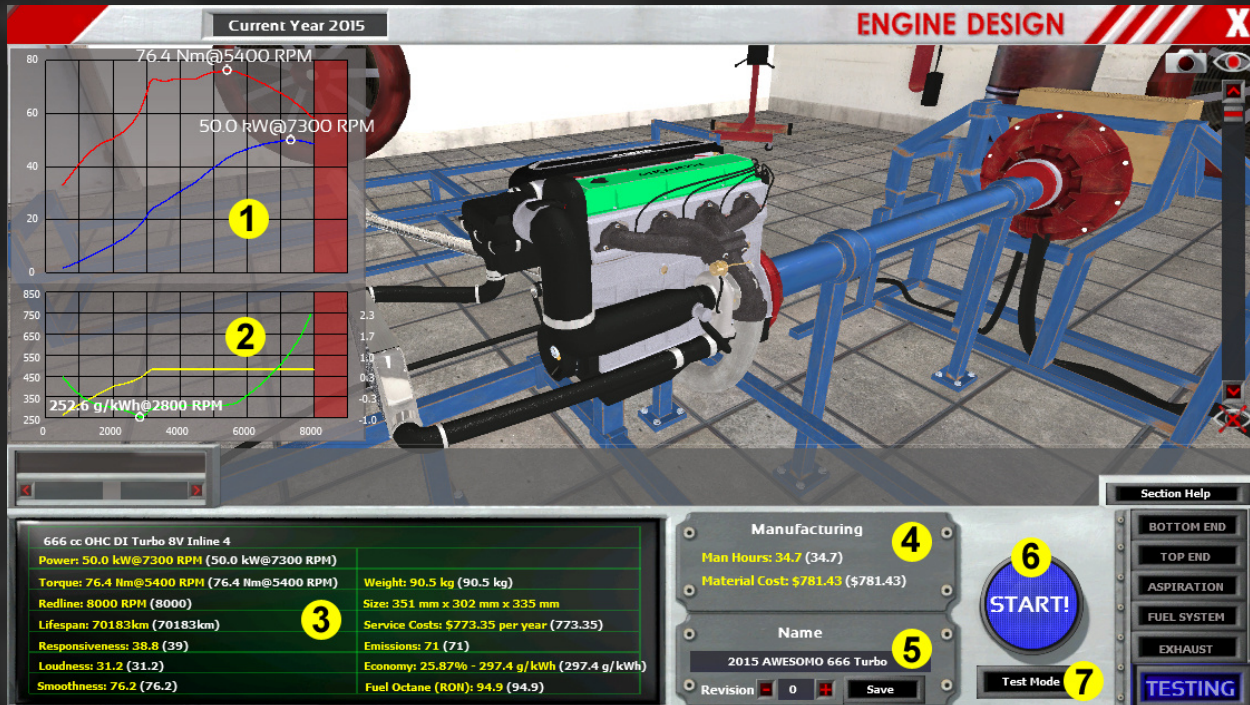 Current Year 2015
ENGINE DESIGN
X
76.4 Nm@5400 RPM
80
60
50.0 kW@7300 RPM
40
20
1
0
850
750
2.3
650
2
1.7
550
1.0
450
0.3
350
252.6 g/kWh@2800 RPM
-0.3
250
-1.0
0
2000
4000
6000
8000
Section Help
666 cc OHC DI Turbo 8V Inline 4
Power: 50.0 kW@7300 RPM (50.0 kW@7300 RPM)
Torque: 76.4 Nm@5400 RPM (76.4 Nm@5400 RPM)
Weight: 90.5 kg (90.5 kg)
Redline: 8000 RPM (8000)
Size: 351 mm x 302 mm x 335 mm
Lifespan: 70183km (70183km)
3
Service Costs: $773.35 per year (773.35)
Responsiveness: 38.8 (39)
Emissions: 71 (71)
Loudness: 31.2 (31.2)
Economy: 25.87% - 297.4 g/kWh (297.4 g/kWh)
Smoothness: 76.2 (76.2)
Fuel Octane (RON): 94.9 (94.9)
Manufacturing
4
Man Hours: 34.7 (34.7)
Material Cost: $781.43 ($781.43)
Name
5
2015 AWESOMO 666 Turbo
Revision - 0 + Save
6
START!
Test Mode
7
BOTTOM END
TOP END
ASPIRATION
FUEL SYSTEM
EXHAUST
TESTING